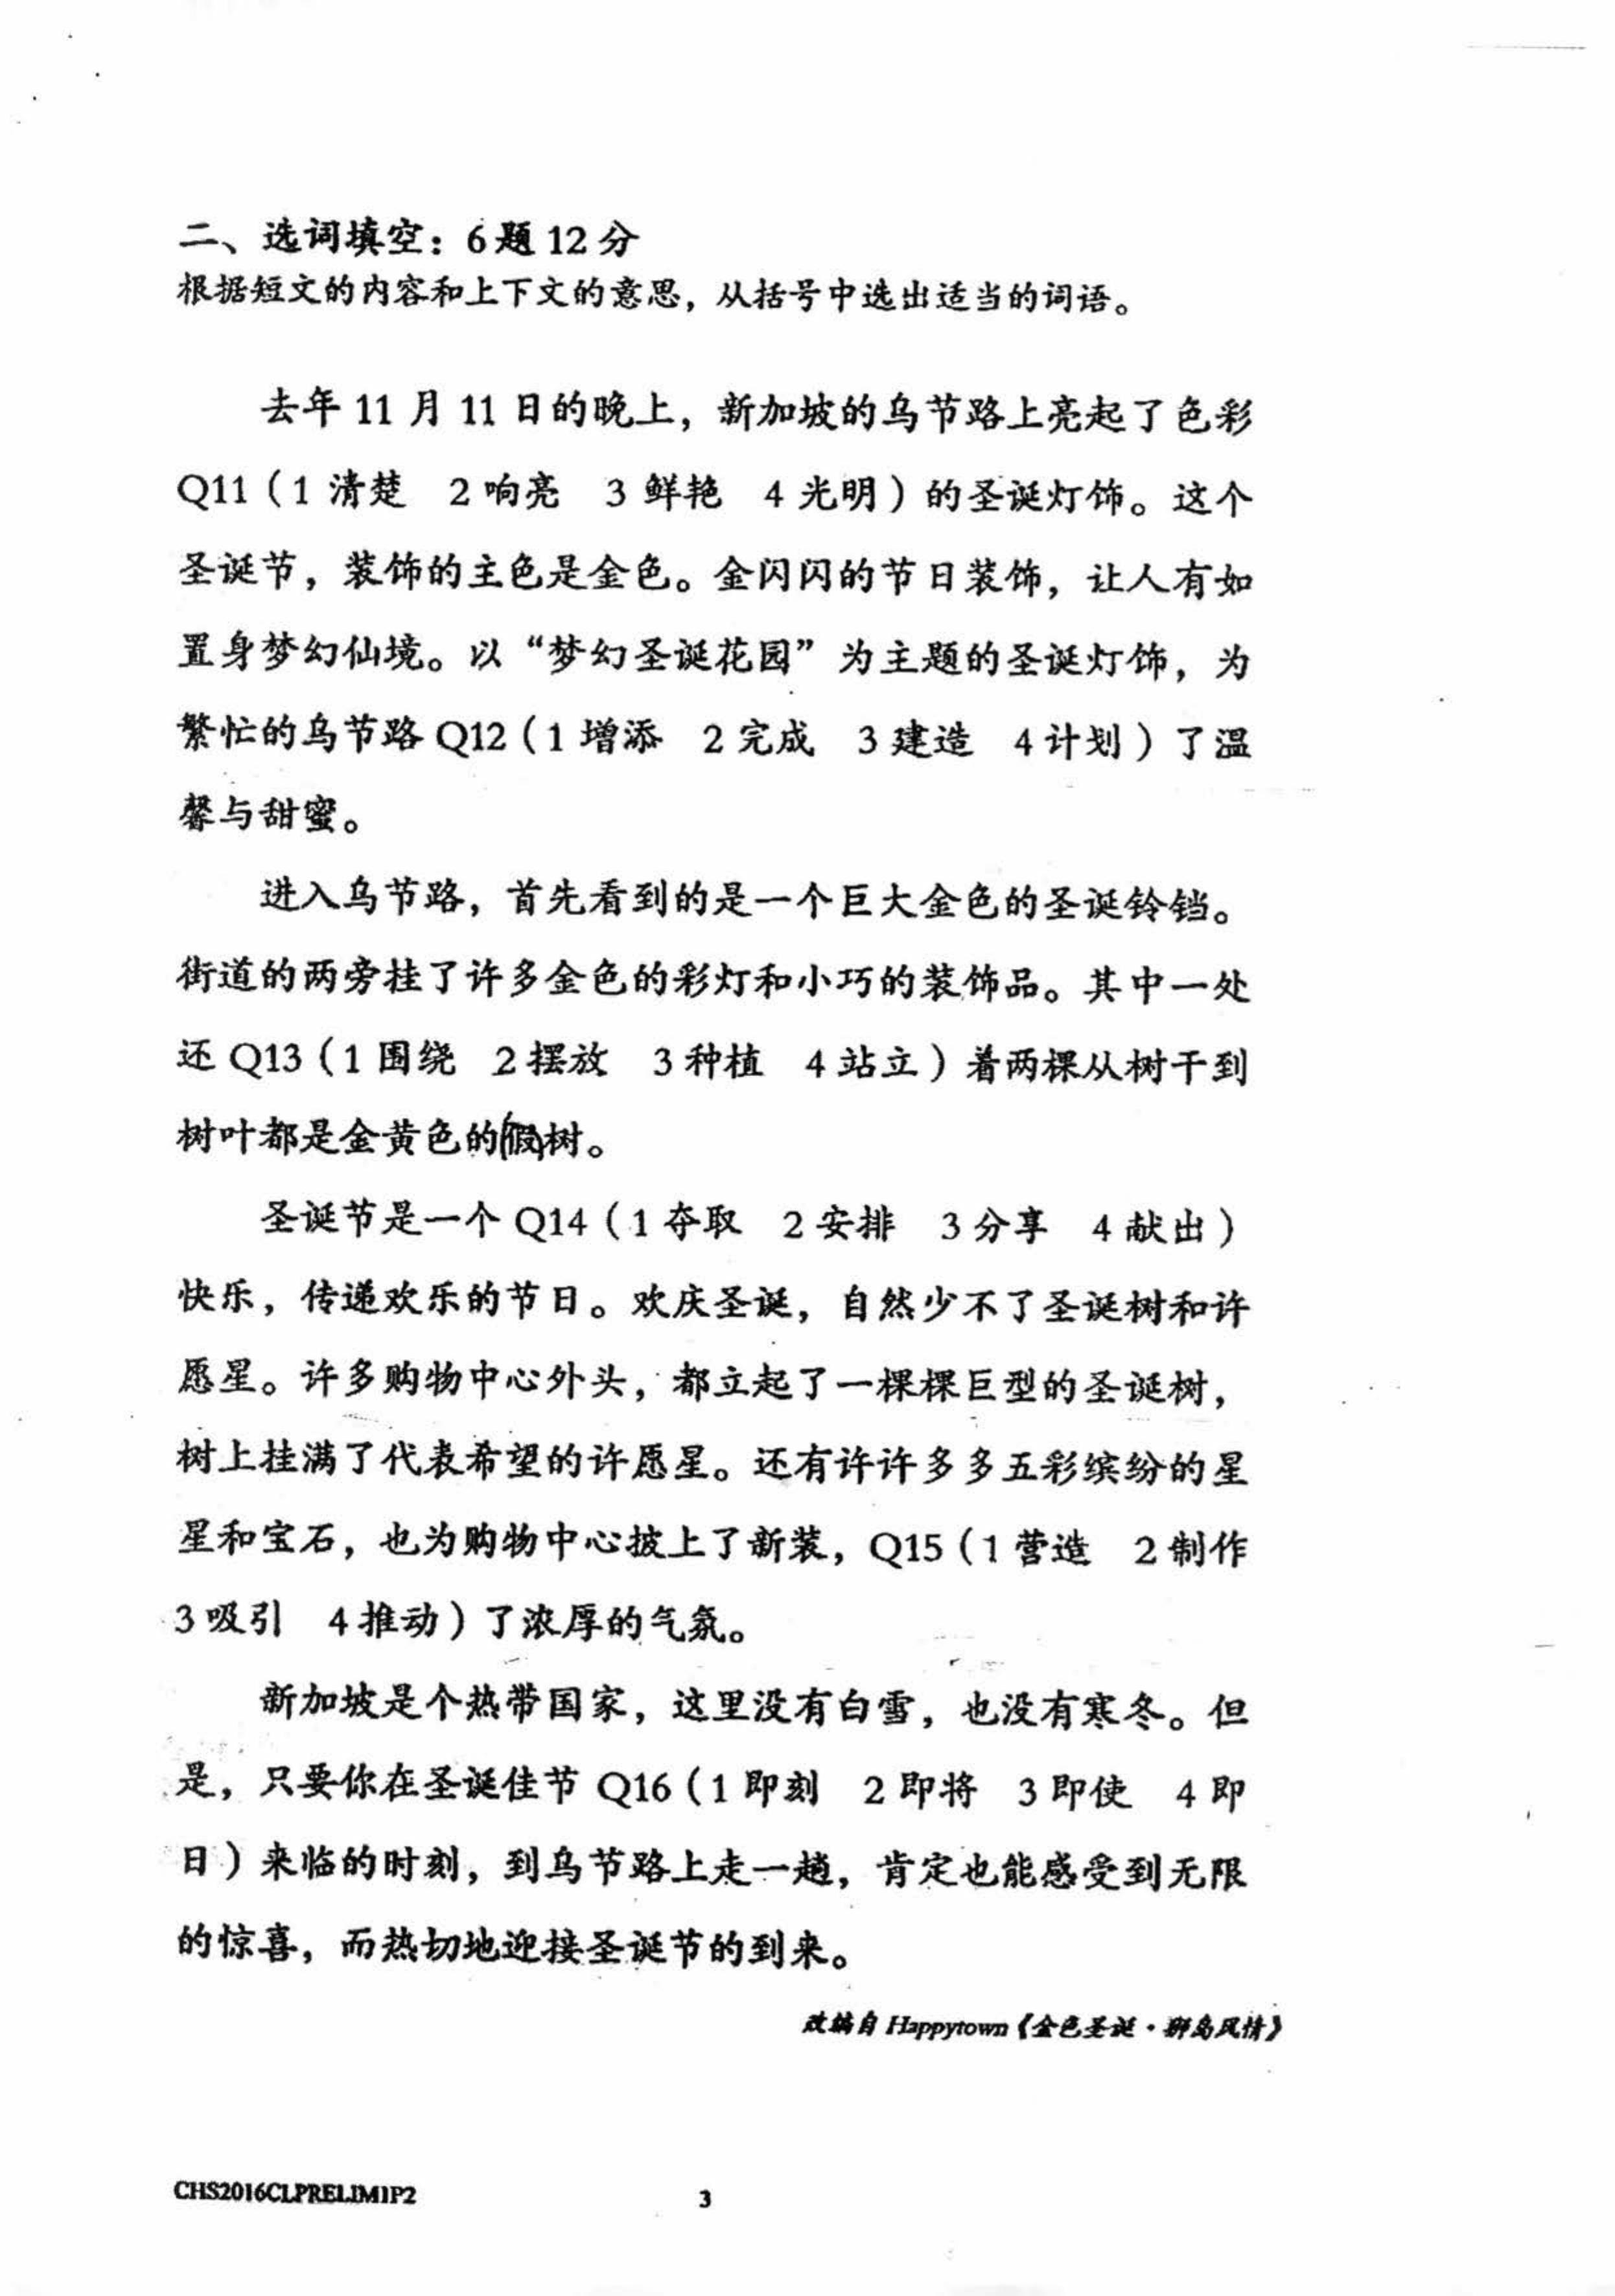 二、选词填空：6题12分
根据短文的内容和上下文的意思，从括号中选出适当的词语。
去年11月11日的晚上，新加坡的乌节路上亮起了色彩
Q11（1 清楚 2 响亮 3 鲜艳 4 光明）的圣诞灯饰。这个
圣诞节，装饰的主色是金色。金闪闪的节日装饰，让人有如
置身梦幻仙境。以“梦幻圣诞花园”为主题的圣诞灯饰，为
繁忙的乌节路Q12（1 增添 2 完成 3 建造 4 计划）了温
馨与甜蜜。
进入乌节路，首先看到的是一个巨大金色的圣诞铃铛。
街道的两旁挂了许多金色的彩灯和小巧的装饰品。其中一处
还Q13（1 围绕 2 摆放 3 种植 4 站立）着两棵从树干到
树叶都是金黄色的(假)树。
圣诞节是一个Q14（1 夺取 2 安排 3 分享 4 献出）
快乐，传递欢乐的节日。欢庆圣诞，自然少不了圣诞树和许
愿星。许多购物中心外头，都立起了一棵棵巨型的圣诞树，
树上挂满了代表希望的许愿星。还有许许多多五彩缤纷的星
星和宝石，也为购物中心披上了新装，Q15（1 营造 2 制作
3 吸引 4 推动）了浓厚的气氛。
新加坡是个热带国家，这里没有白雪，也没有寒冬。但
是，只要你在圣诞佳节Q16（1 即刻 2 即将 3 即使 4 即
日）来临的时刻，到乌节路上走一趟，肯定也能感受到无限
的惊喜，而热切地迎接圣诞节的到来。
改编自 Happytown《金色圣诞·狮岛风情》
CHS2016CLPRELIM1P2
3